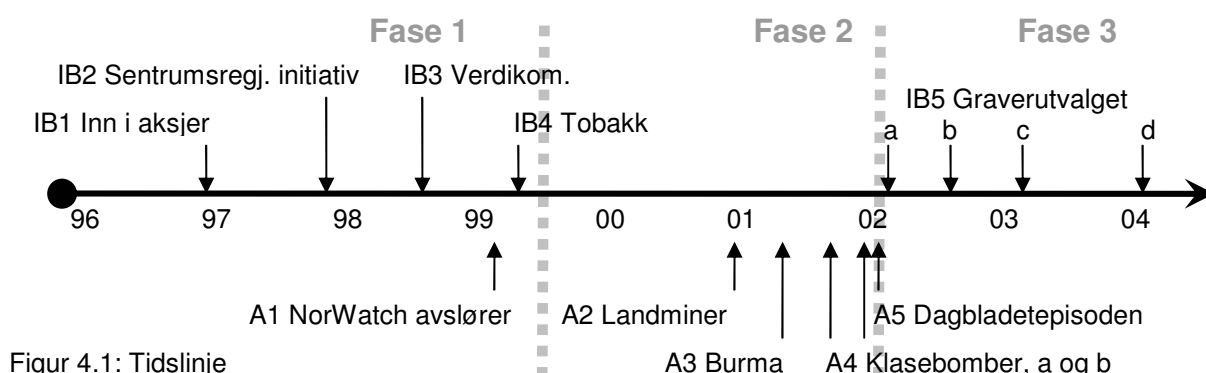 Fase 1 Fase 2 Fase 3
IB2 Sentrumsregj. initiativ IB3 Verdikom. IB5 Graverutvalget
IB1 Inn i aksjer IB4 Tobakk a b c d
96 97 98 99 00 01 02 03 04
A1 NorWatch avslører A2 Landminer A5 Dagbladetepisoden
Figur 4.1: Tidslinje A3 Burma A4 Klasebomber, a og b